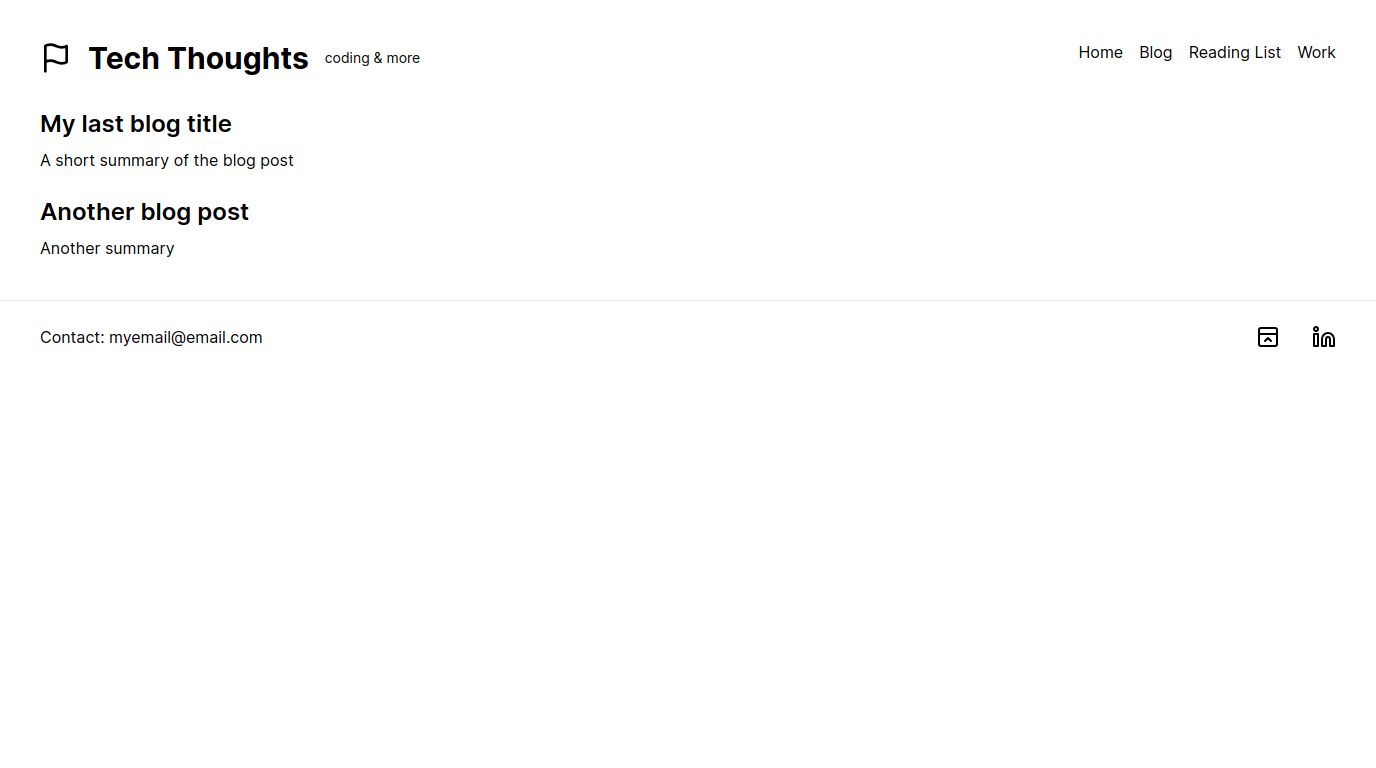 Tech Thoughts coding & more
Home Blog Reading List Work
My last blog title
A short summary of the blog post
Another blog post
Another summary
Contact: myemail@email.com